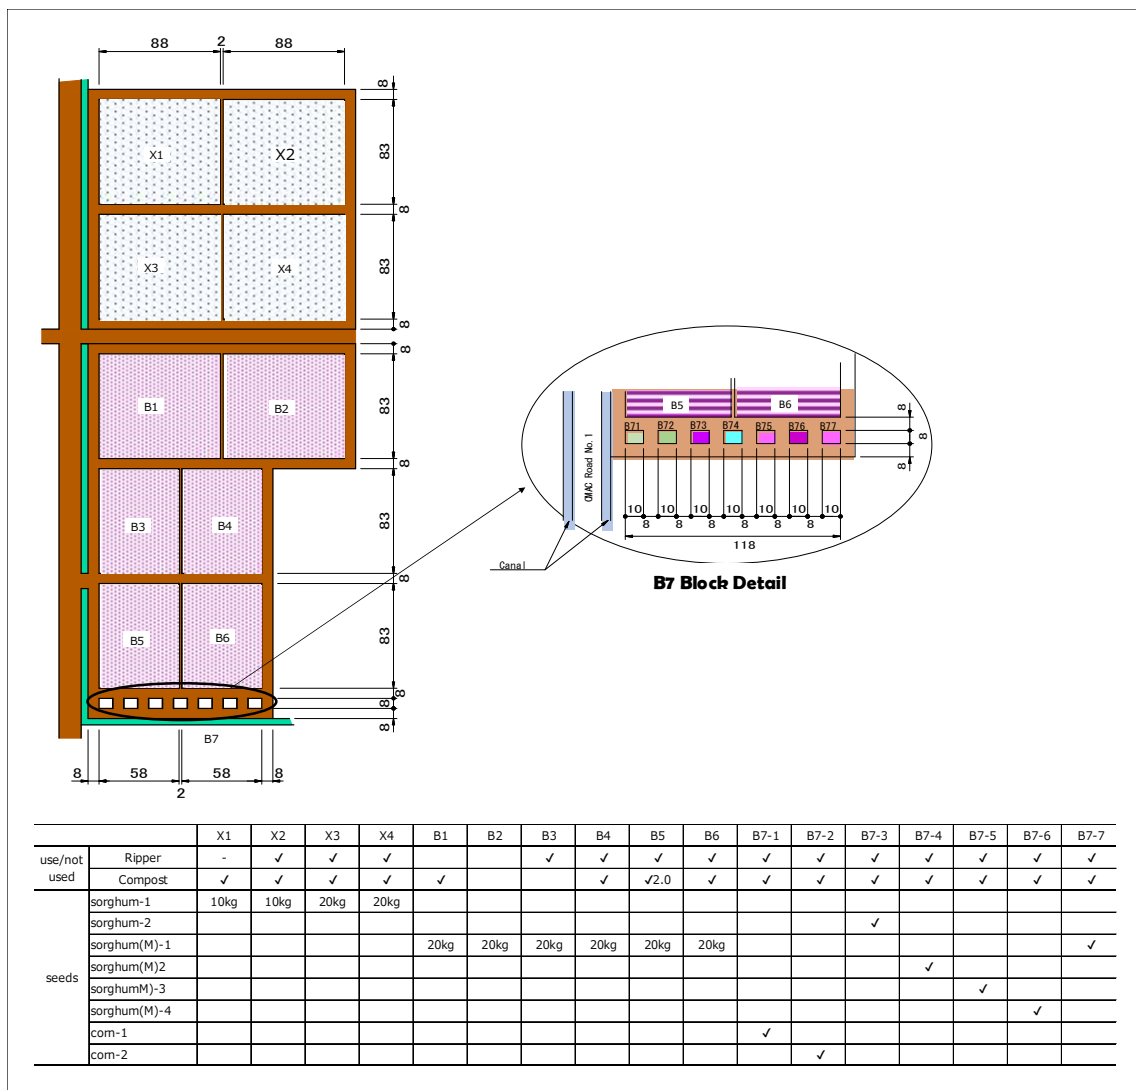 88 2 88
8
X1 X2 83
8
X3 X4 83
8
8
B1 B2 83
8
B3 B4 83
8
B5 B6 83
8
8
8
B7
8 58 58 8
2
B5 B6
B71 B72 B73 B74 B75 B76 B77
8
8
8
CMAC Road No.1
10 10 10 10 10 10 10
8 8 8 8 8 8
118
Canal
B7 Block Detail
X1 X2 X3 X4 B1 B2 B3 B4 B5 B6 B7-1 B7-2 B7-3 B7-4 B7-5 B7-6 B7-7
use/not used
Ripper - ✓ ✓ ✓ ✓ ✓ ✓ ✓ ✓ ✓ ✓ ✓ ✓ ✓ ✓
Compost ✓ ✓ ✓ ✓ ✓ ✓ ✓2.0 ✓ ✓ ✓ ✓ ✓ ✓ ✓ ✓
seeds
sorghum-1 10kg 10kg 20kg 20kg
sorghum-2 ✓
sorghum(M)-1 20kg 20kg 20kg 20kg 20kg 20kg ✓
sorghum(M)2 ✓
sorghumM)-3 ✓
sorghum(M)-4 ✓
corn-1 ✓
corn-2 ✓